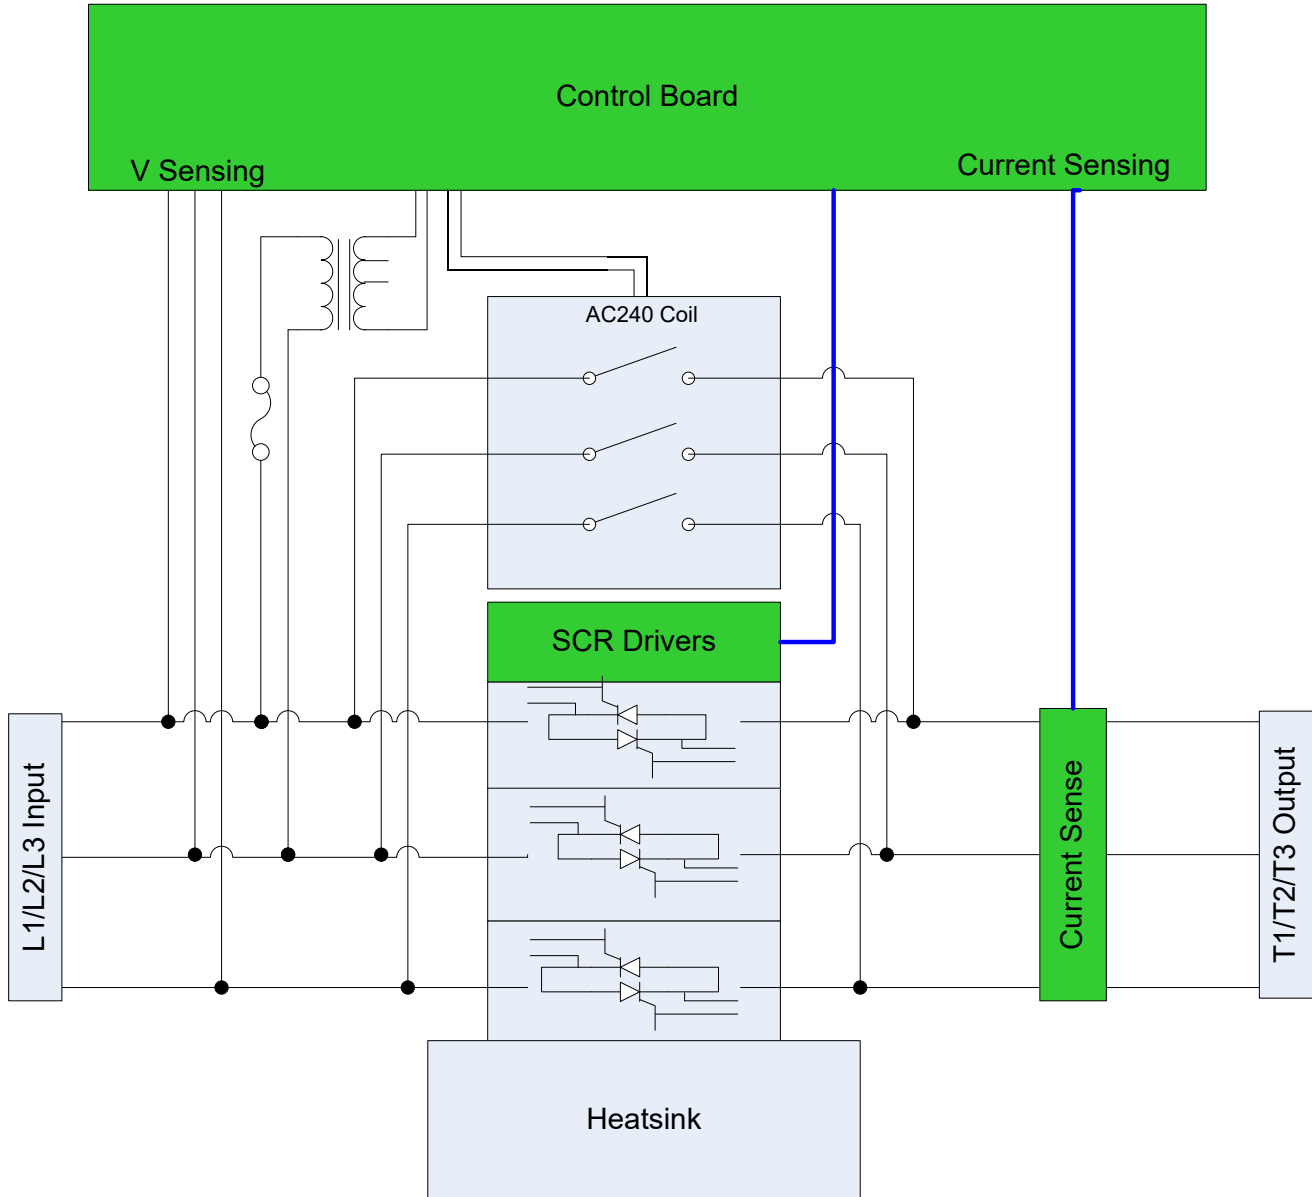 Control Board
V Sensing
Current Sensing
AC240 Coil
SCR Drivers
L1/L2/L3 Input
Current Sense
T1/T2/T3 Output
Heatsink